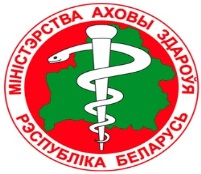 МІНІСТЭРСТВА АХОВЫ ЗДАРОЎЯ
РЭСПУБЛІКА БЕЛАРУСЬ